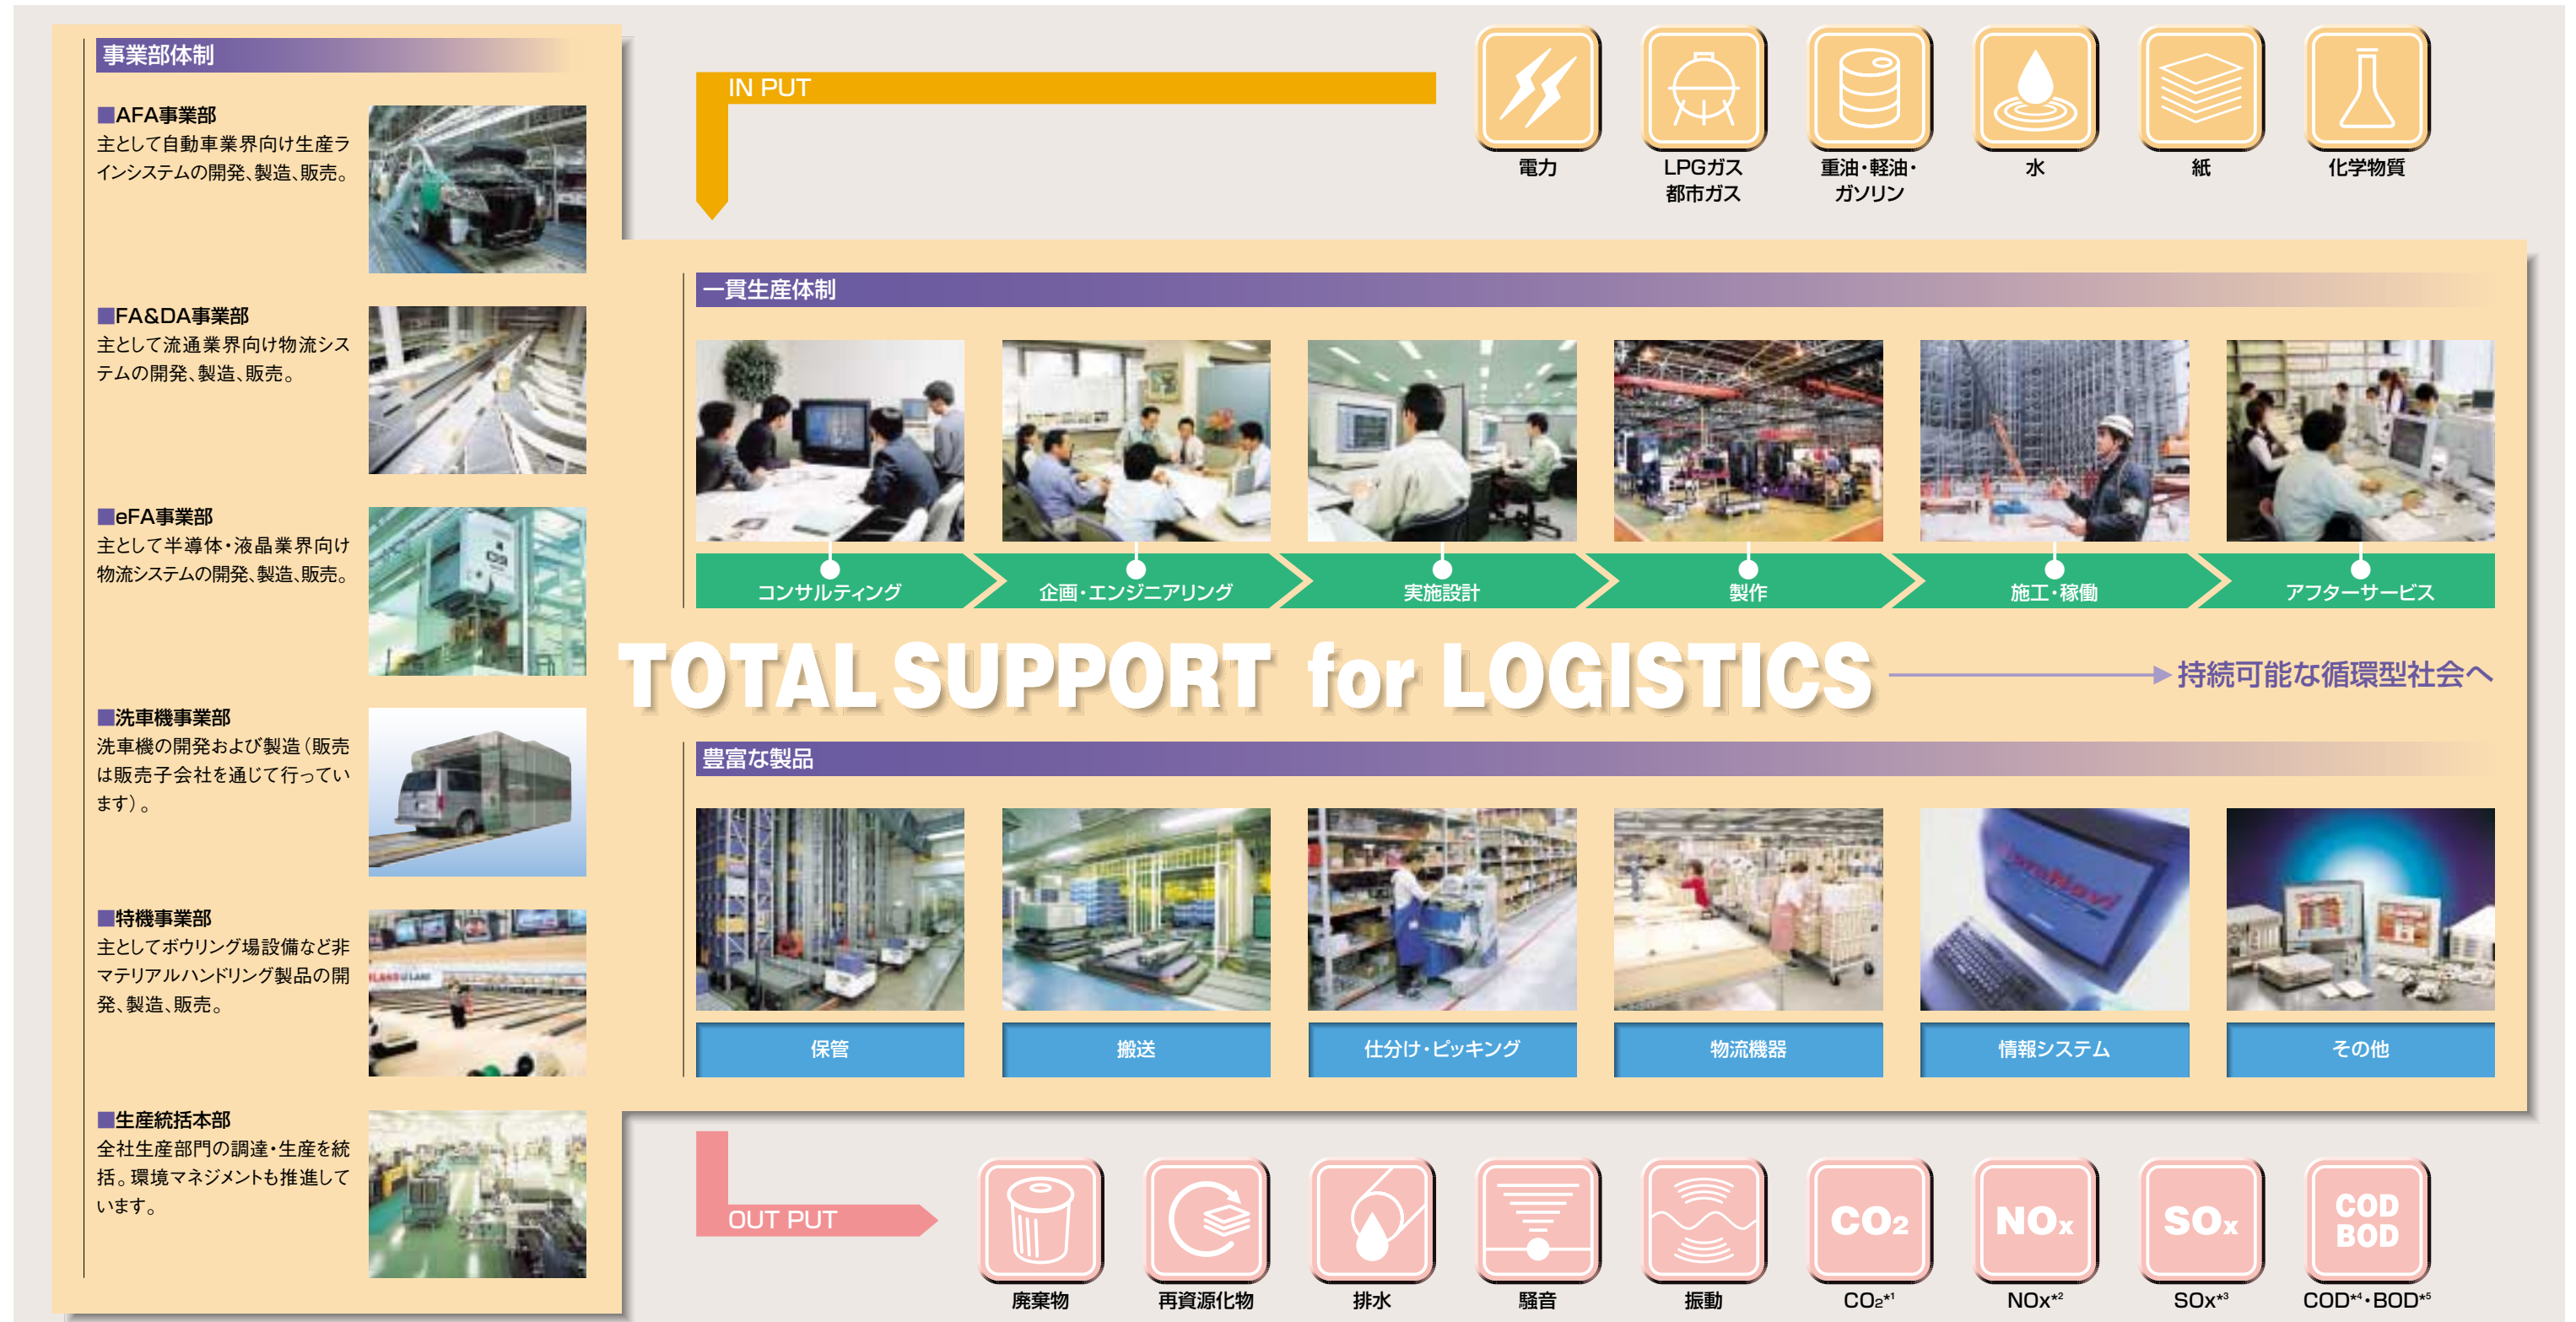 事業部体制
■AFA事業部
主として自動車業界向け生産ラ
インシステムの開発、製造、販売。
■FA&DA事業部
主として流通業界向け物流シス
テムの開発、製造、販売。
■eFA事業部
主として半導体・液晶業界向け
物流システムの開発、製造、販売。
■洗車機事業部
洗車機の開発および製造（販売
は販売子会社を通じて行ってい
ます）。
■特機事業部
主としてボウリング場設備など非
マテリアルハンドリング製品の開
発、製造、販売。
■生産統括本部
全社生産部門の調達・生産を統
括。環境マネジメントも推進して
います。
IN PUT
電力
LPGガス
都市ガス
重油・軽油・
ガソリン
水
紙
化学物質
一貫生産体制
コンサルティング
企画・エンジニアリング
実施設計
製作
施工・稼働
アフターサービス
TOTAL SUPPORT for LOGISTICS
持続可能な循環型社会へ
豊富な製品
保管
搬送
仕分け・ピッキング
物流機器
情報システム
その他
OUT PUT
CO2
NOx
SOx
COD
BOD
廃棄物
再資源化物
排水
騒音
振動
CO2*1
NOx*2
SOx*3
COD*4・BOD*5